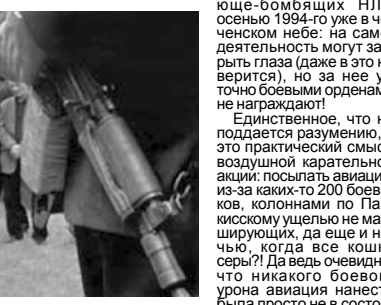 юще-бомбящих НЛО
осенью 1994-го уже в че-
ченском небе: на само
деятельность могут за
рыть глаза (даже в это н
верится), но за нее у
точно боевыми орденам
не награждают!
Единственное, что н
поддается разумению,
это практический смыс
воздушной карательно
акции: посылать авиаци
из-за каких-то 200 боев
ков, колоннами по Па
кисскому ущелью не ма
ширующих, да еще и н
чью, когда все кошк
серы?! Да ведь очевидн
что никакого боевог
урона авиация нанест
была просто не в состо